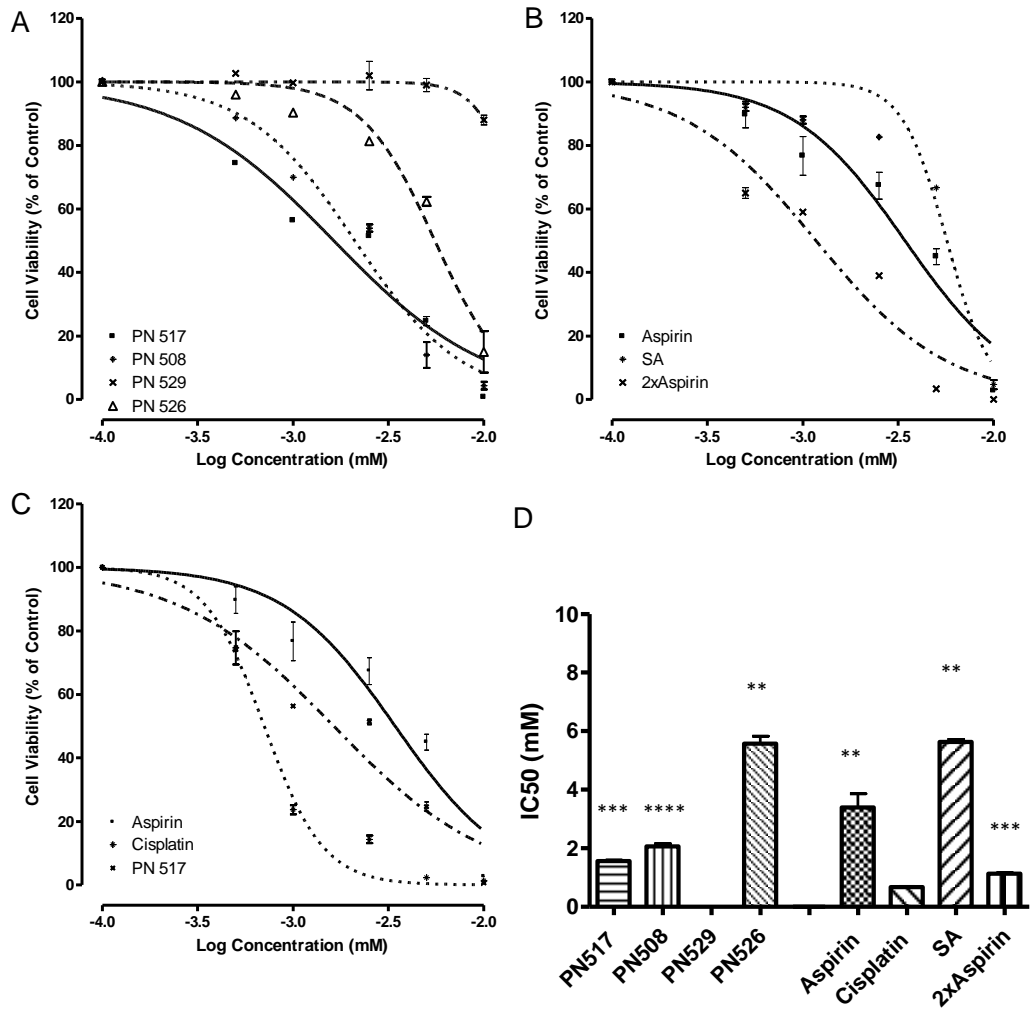 A
Cell Viability (% of Control)
120
100
80
60
40
20
0
PN 517
PN 508
PN 529
PN 526
-4.0 -3.5 -3.0 -2.5 -2.0
Log Concentration (mM)
B
Cell Viability (% of Control)
120
100
80
60
40
20
0
Aspirin
SA
2xAspirin
-4.0 -3.5 -3.0 -2.5 -2.0
Log Concentration (mM)
C
Cell Viability (% of Control)
120
100
80
60
40
20
0
Aspirin
Cisplatin
PN 517
-4.0 -3.5 -3.0 -2.5 -2.0
Log Concentration (mM)
D
IC50 (mM)
10
8
6
4
2
0
*** **** ** ** ** ***
PN517 PN508 PN529 PN526 Aspirin Cisplatin SA 2xAspirin